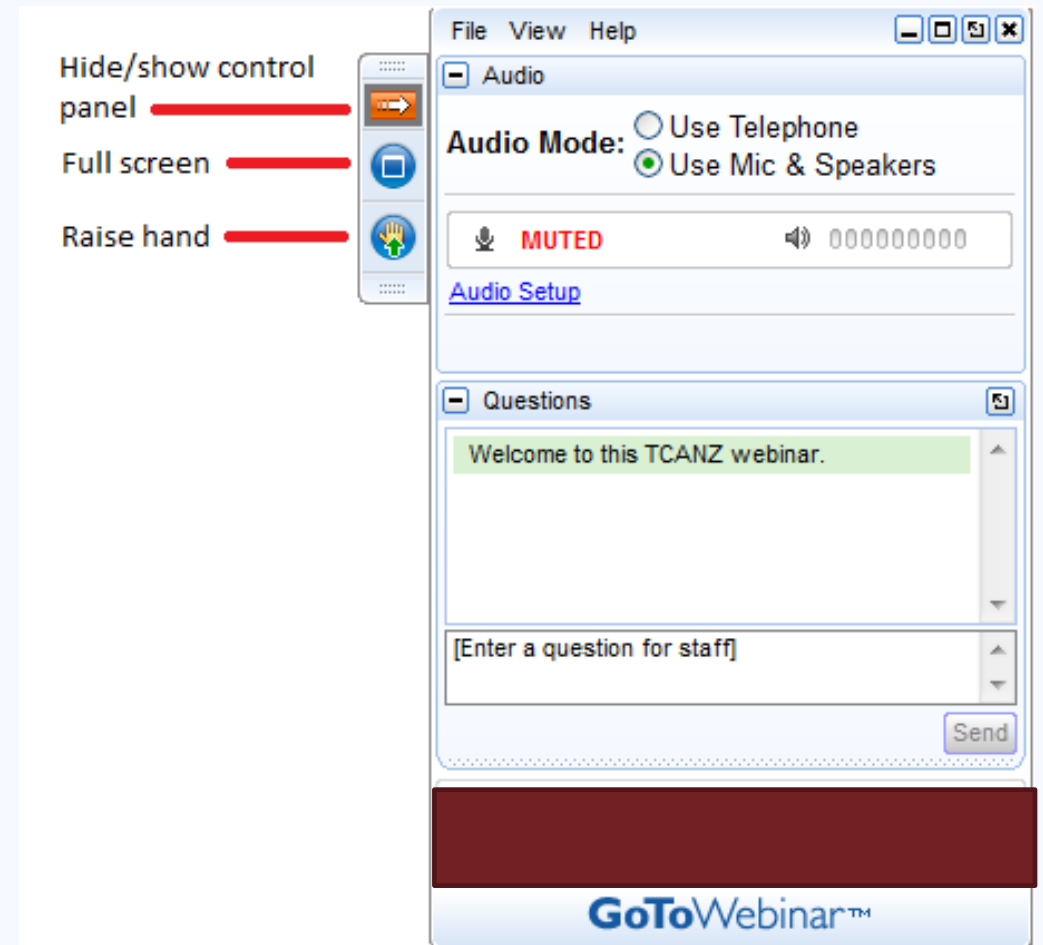 Hide/show control
panel
Full screen
Raise hand
File View Help
Audio
Audio Mode:
Use Telephone
Use Mic & Speakers
MUTED
000000000
Audio Setup
Questions
Welcome to this TCANZ webinar.
[Enter a question for staff]
Send
GoToWebinar™